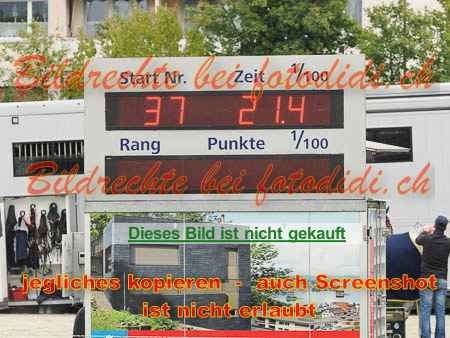 Bildrechte bei fotodidi.ch
Start Nr. Zeit 1/100
37 21.4
Rang Punkte 1/100
Bildrechte bei fotodidi.ch
Dieses Bild ist nicht gekauft
jegliches kopieren - auch Screenshot
ist nicht erlaubt